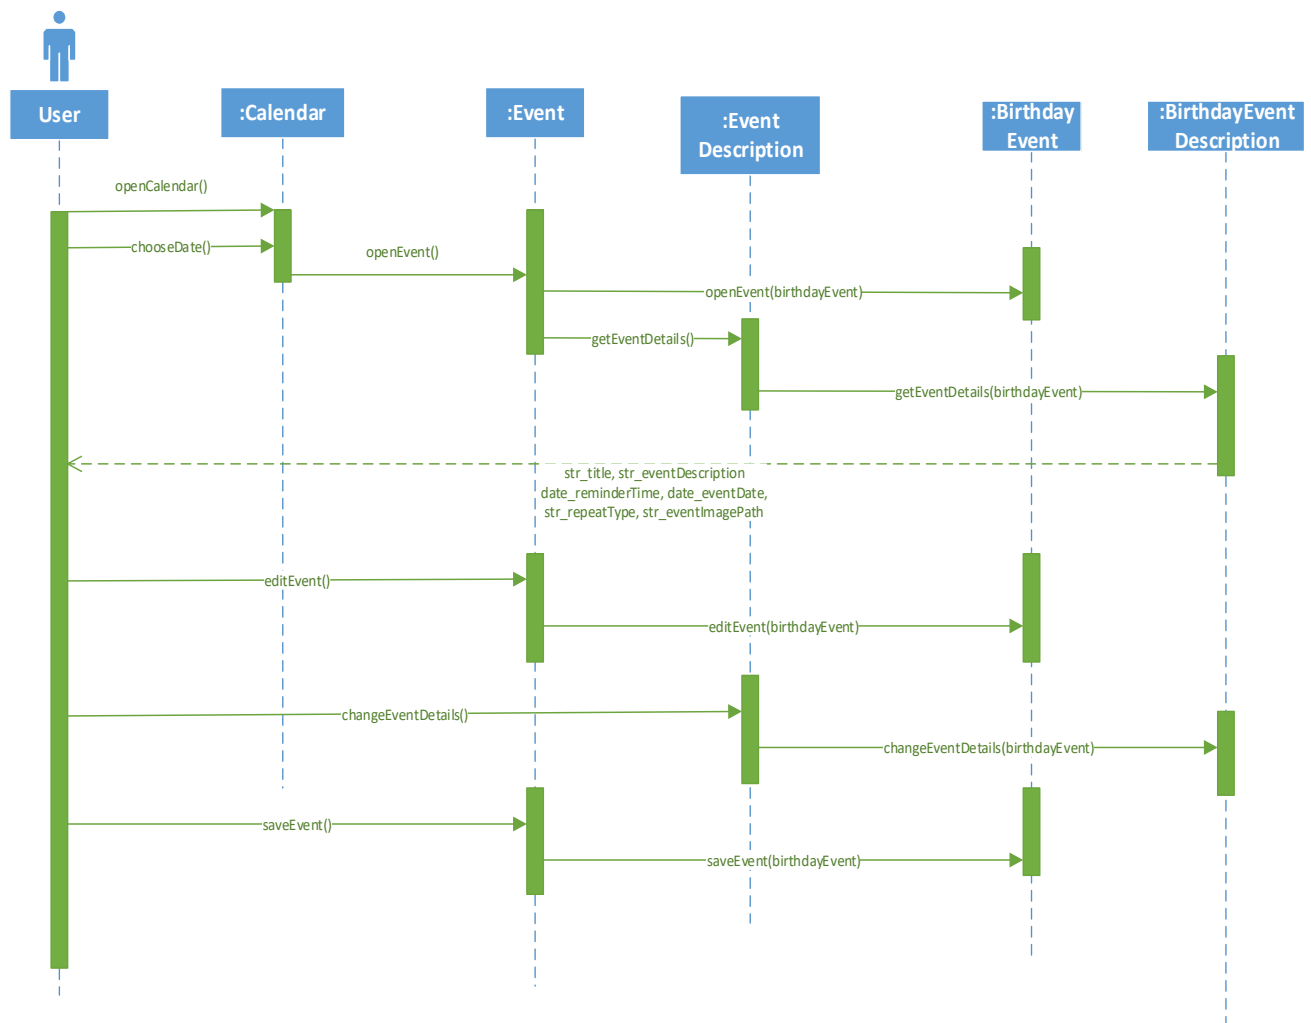 User
:Calendar
:Event
:Event
Description
:Birthday
Event
:BirthdayEvent
Description
openCalendar()
chooseDate()
openEvent()
openEvent(birthdayEvent)
getEventDetails()
getEventDetails(birthdayEvent)
str_title, str_eventDescription
date_reminderTime, date_eventDate,
str_repeatType, str_eventImagePath
editEvent()
editEvent(birthdayEvent)
changeEventDetails()
changeEventDetails(birthdayEvent)
saveEvent()
saveEvent(birthdayEvent)